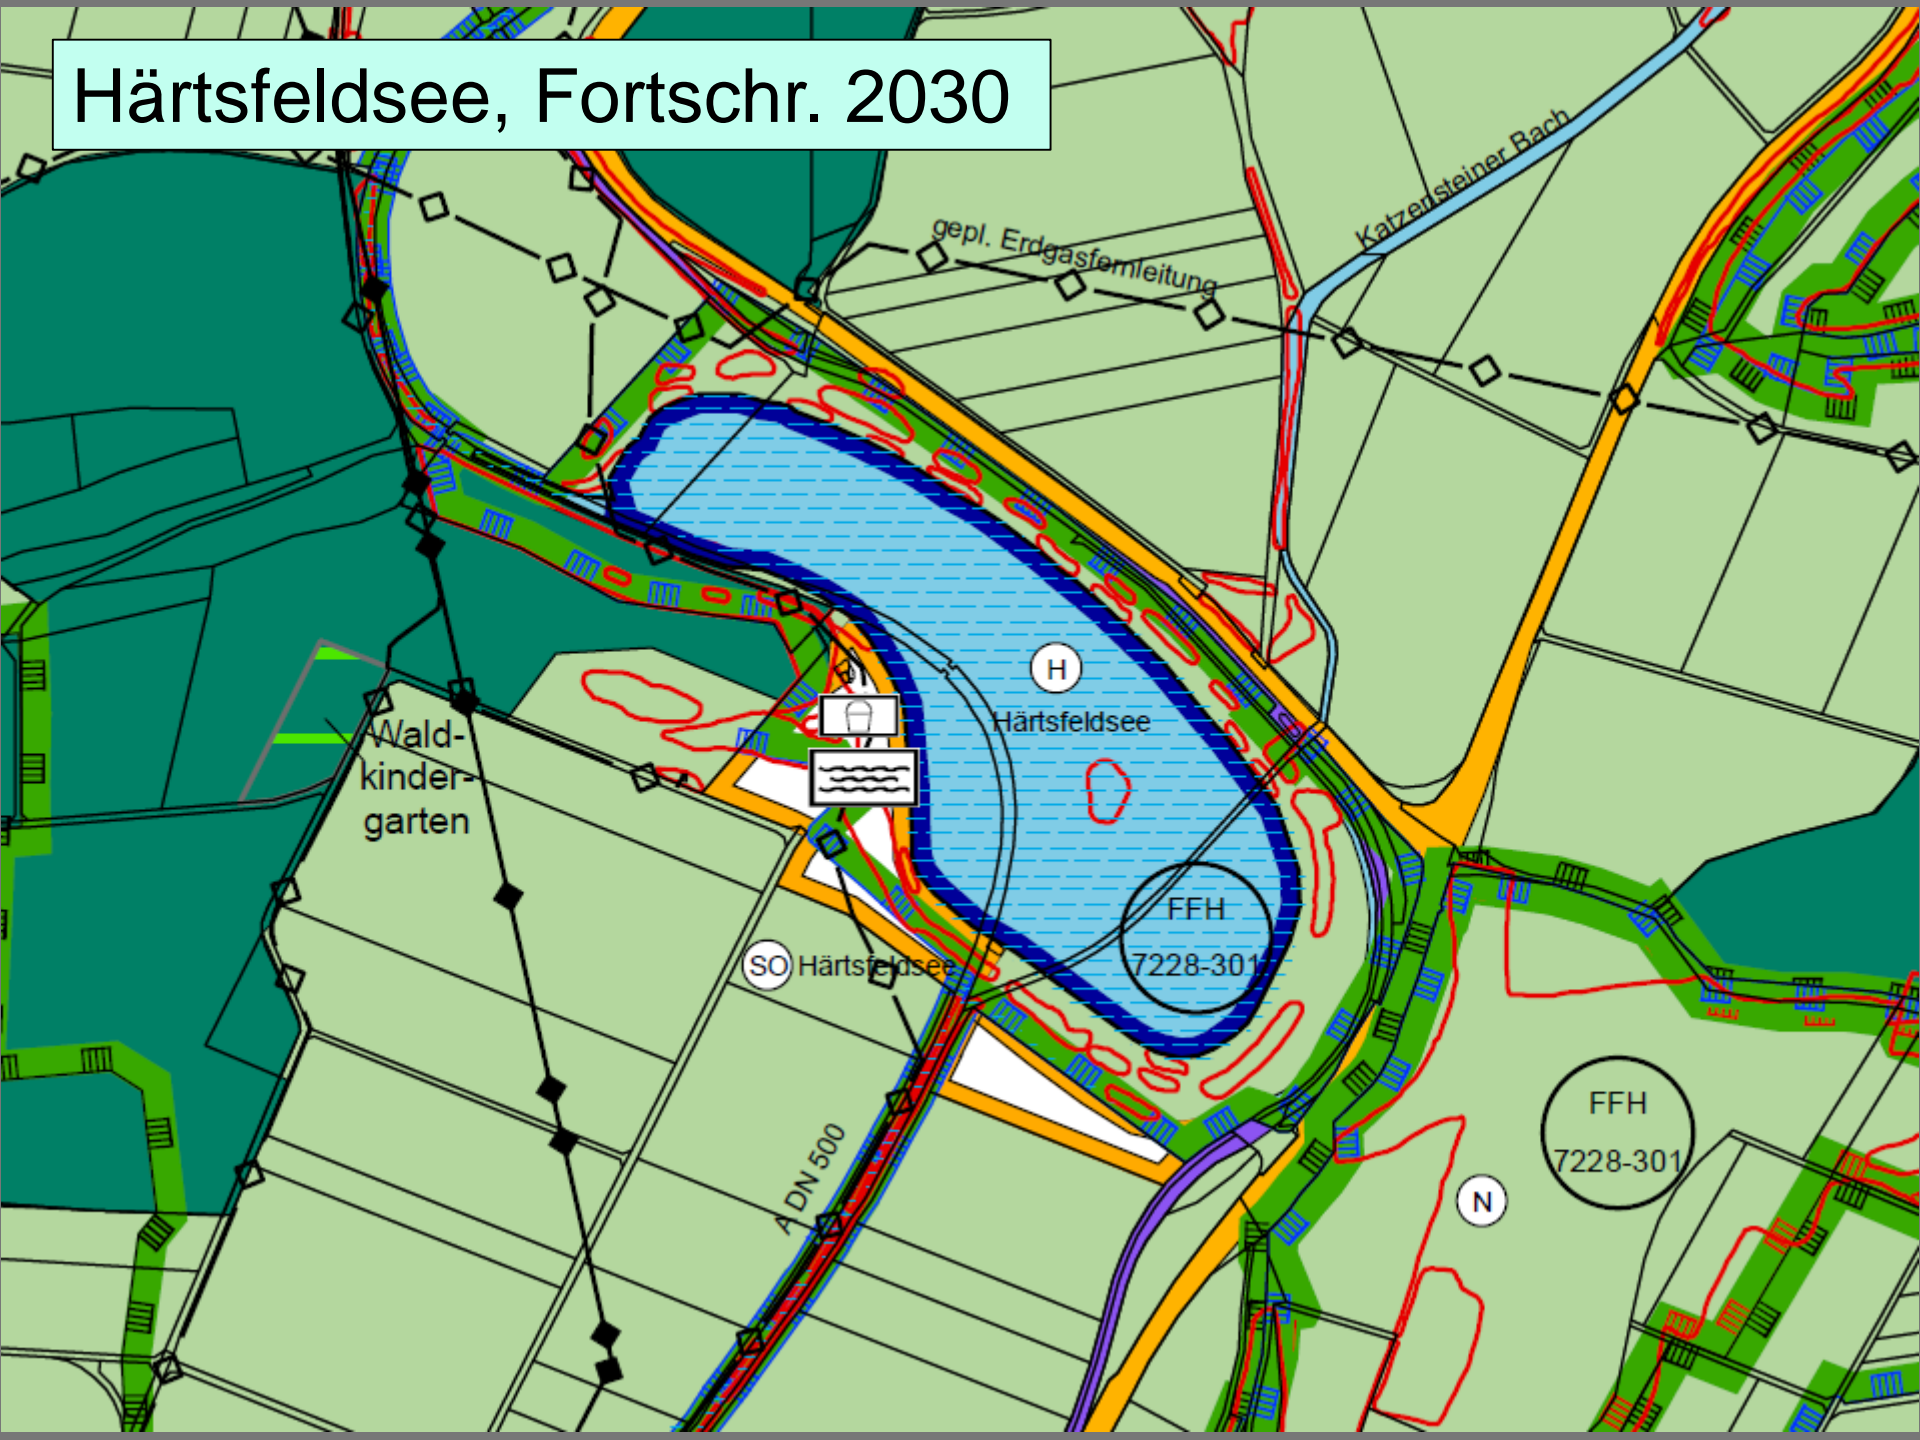 Härtsfeldsee, Fortschr. 2030
Katzensteiner Bach
gepl. Erdgasfernleitung
H
Härtsfeldsee
Wald-
kinder-
garten
FFH
7228-301
SO Härtsfeldsee
FFH
7228-301
A DN 500
N